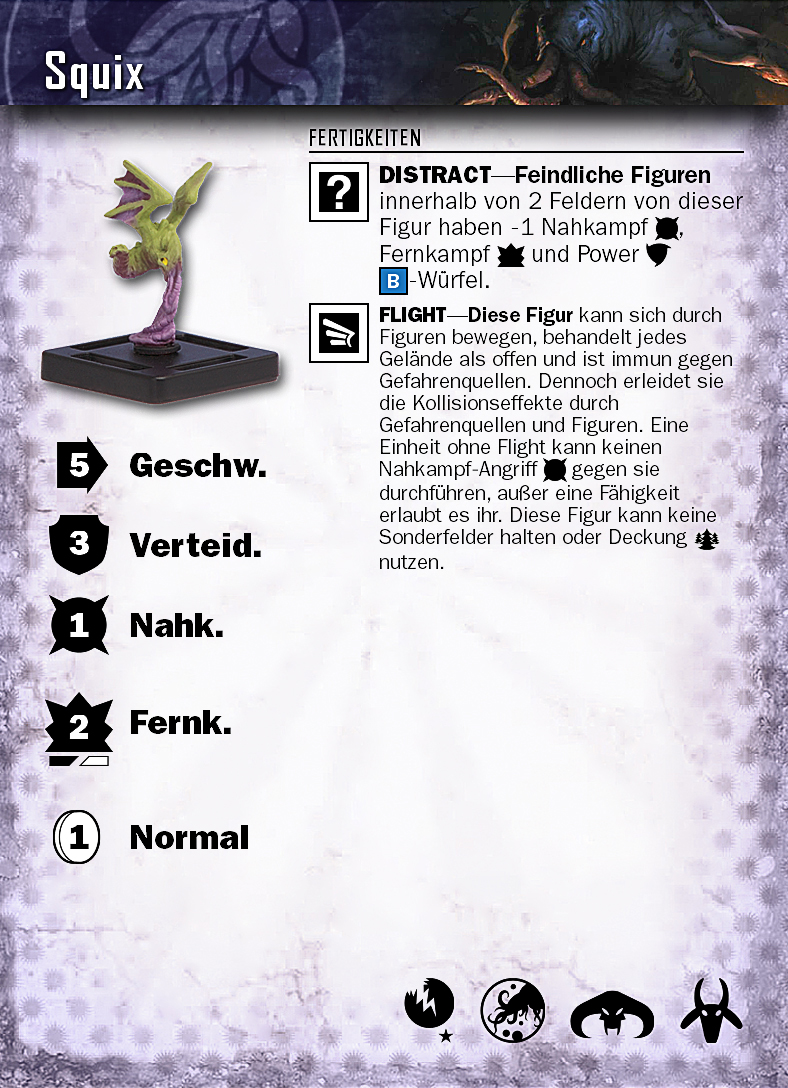 Squix
FERTIGKEITEN
?
DISTRACT—Feindliche Figuren
innerhalb von 2 Feldern von dieser
Figur haben -1 Nahkampf ,
Fernkampf und Power
B-Würfel.
FLIGHT—Diese Figur kann sich durch
Figuren bewegen, behandelt jedes
Gelände als offen und ist immun gegen
Gefahrenquellen. Dennoch erleidet sie
die Kollisionseffekte durch
Gefahrenquellen und Figuren. Eine
Einheit ohne Flight kann keinen
Nahkampf-Angriff gegen sie
durchführen, außer eine Fähigkeit
erlaubt es ihr. Diese Figur kann keine
Sonderfelder halten oder Deckung
nutzen.
5 Geschw.
3 Verteid.
1 Nahk.
2 Fernk.
1 Normal